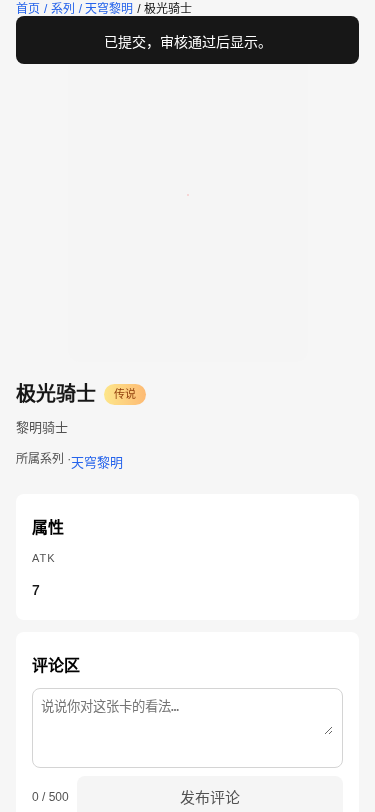 首页 / 系列 / 天穹黎明 / 极光骑士
已提交，审核通过后显示。
极光骑士 传说
黎明骑士
所属系列 · 天穹黎明
属性
ATK
7
评论区
说说你对这张卡的看法…
0 / 500 发布评论